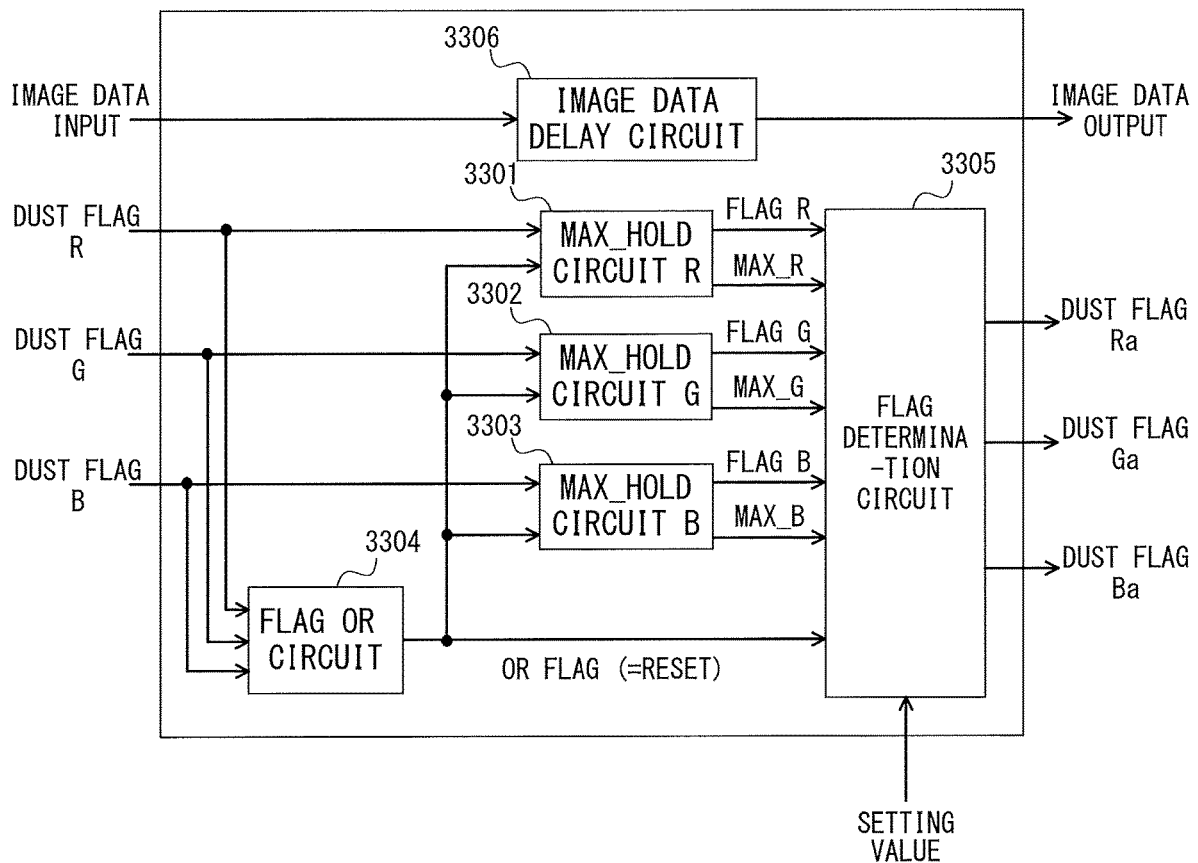 3306
IMAGE DATA
INPUT
IMAGE DATA
DELAY CIRCUIT
IMAGE DATA
OUTPUT
3301
3305
DUST FLAG
R
MAX_HOLD
CIRCUIT R
FLAG R
MAX_R
3302
DUST FLAG
G
MAX_HOLD
CIRCUIT G
FLAG G
MAX_G
3303
DUST FLAG
B
MAX_HOLD
CIRCUIT B
FLAG B
MAX_B
FLAG
DETERMINA
-TION
CIRCUIT
DUST FLAG
Ra
DUST FLAG
Ga
DUST FLAG
Ba
3304
FLAG OR
CIRCUIT
OR FLAG (=RESET)
SETTING
VALUE